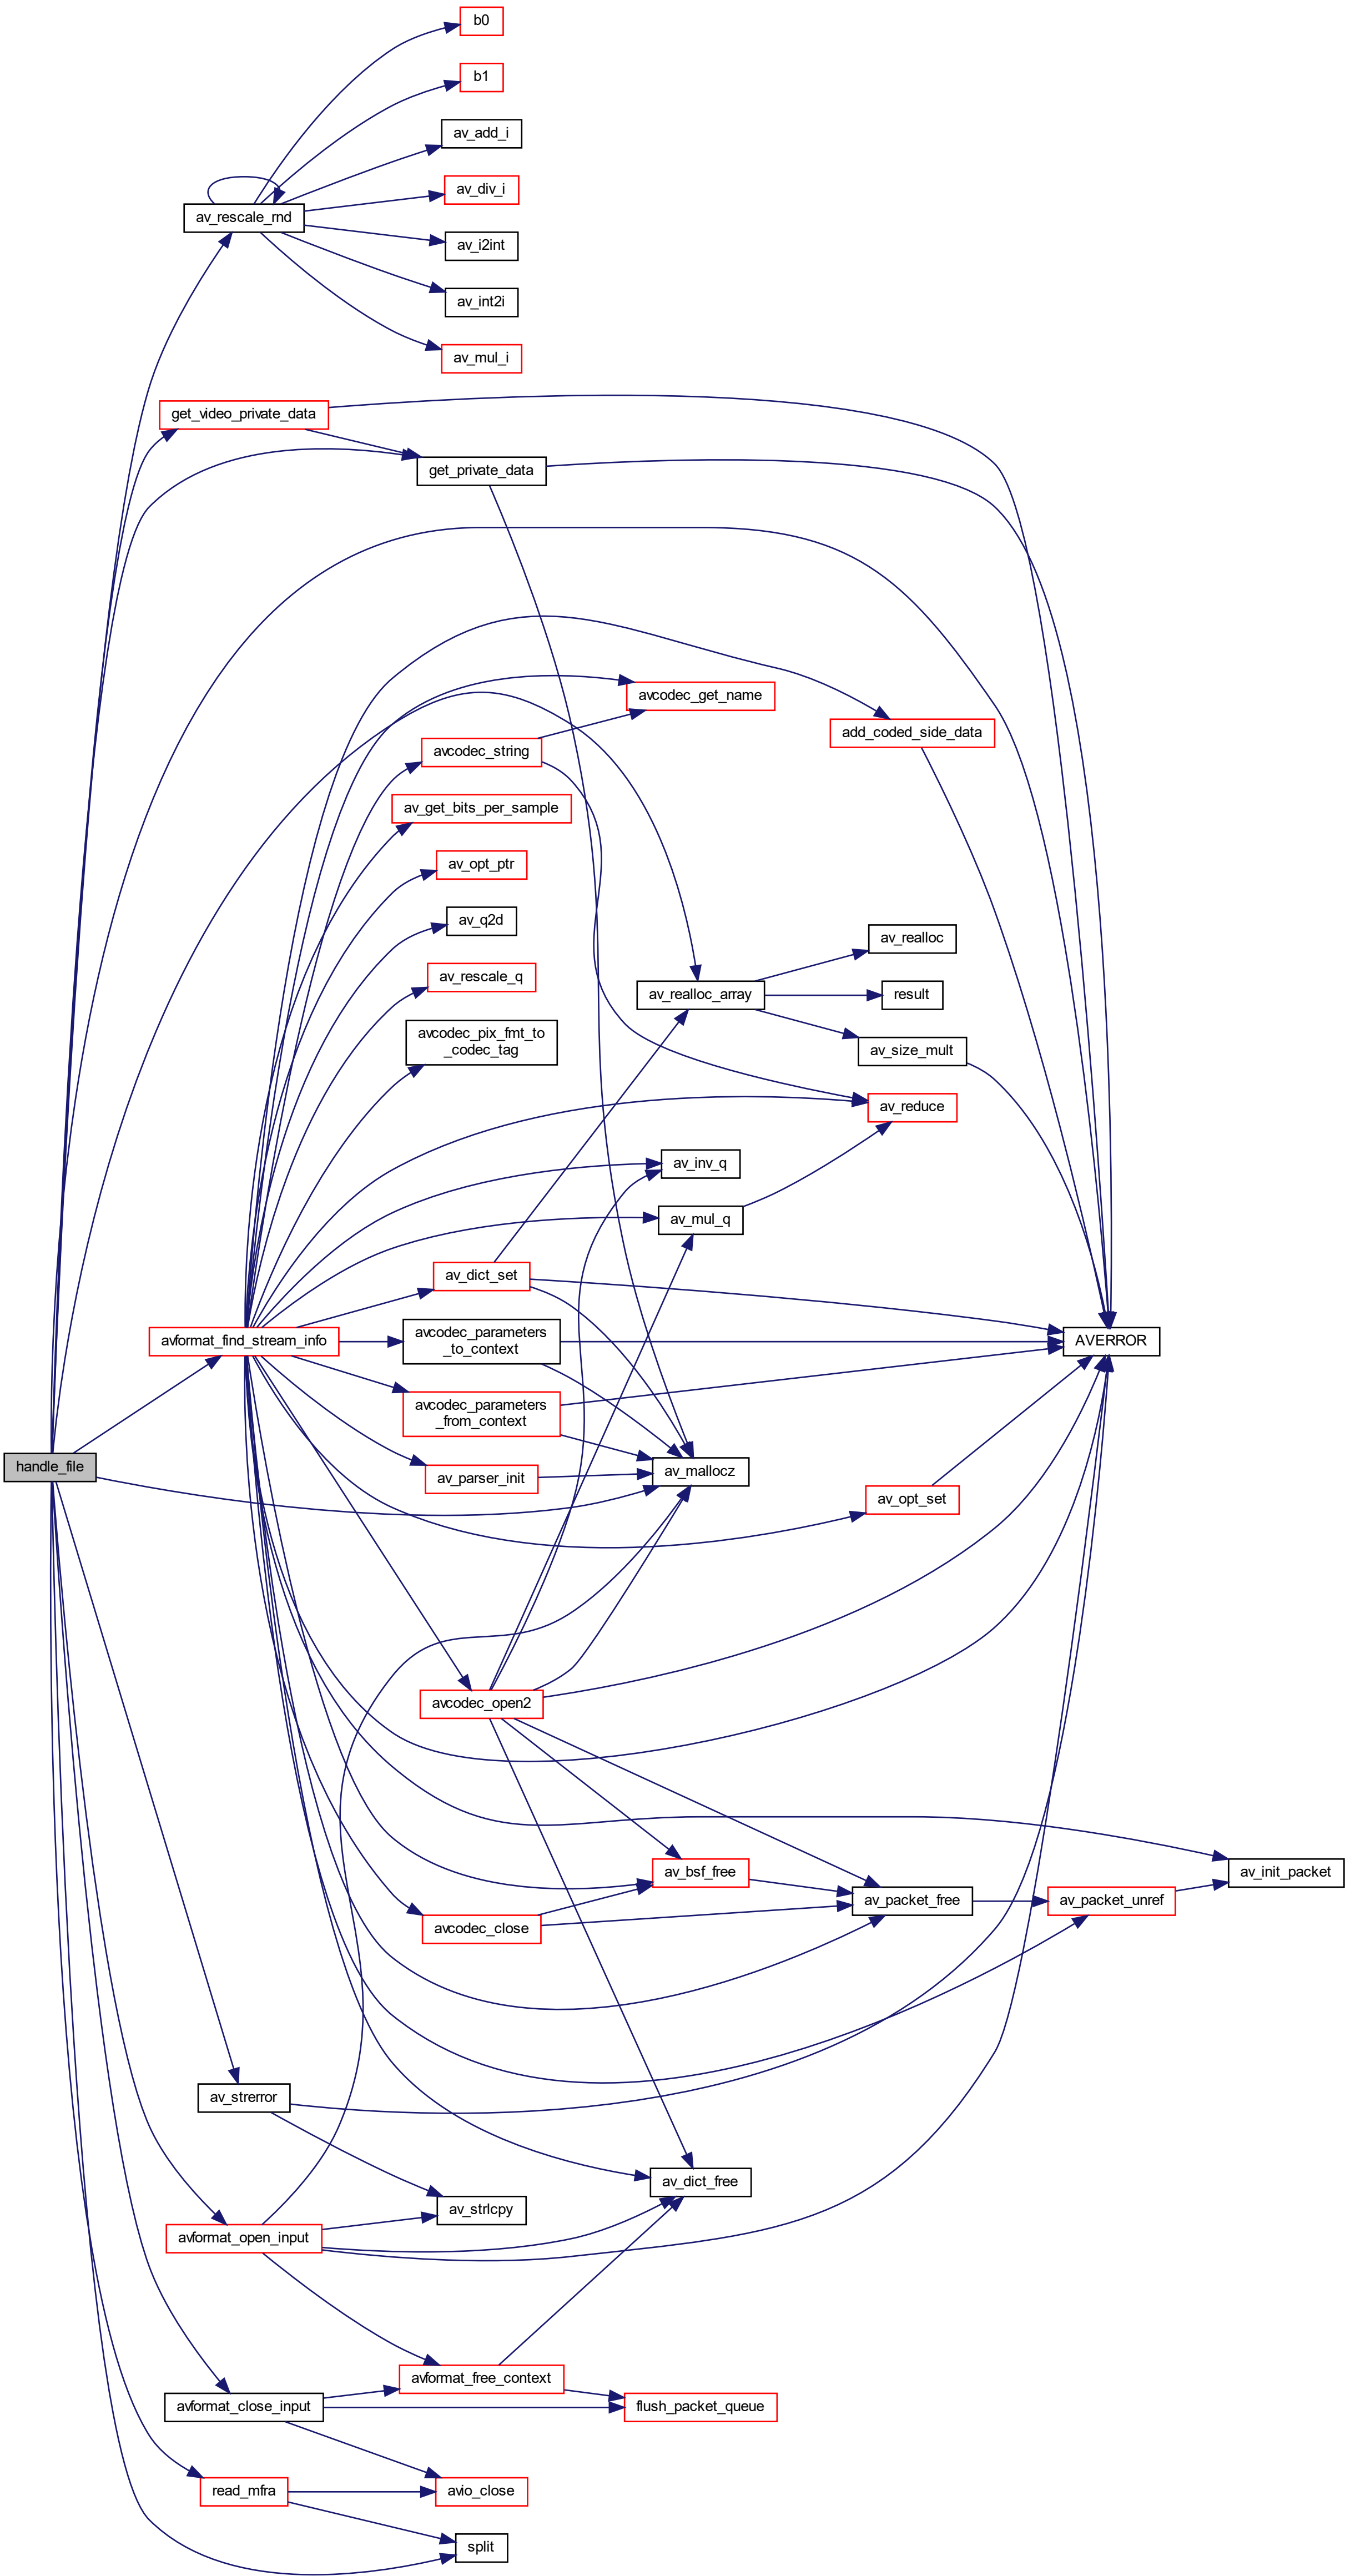 b0
b1
av_add_i
av_div_i
av_rescale_rnd
av_i2int
av_int2i
av_mul_i
get_video_private_data
get_private_data
avcodec_get_name
add_coded_side_data
avcodec_string
av_get_bits_per_sample
av_opt_ptr
av_q2d
av_realloc
av_rescale_q
av_realloc_array
result
avcodec_pix_fmt_to
_codec_tag
av_size_mult
av_reduce
av_inv_q
av_mul_q
av_dict_set
avformat_find_stream_info
avcodec_parameters
_to_context
AVERROR
avcodec_parameters
_from_context
handle_file
av_parser_init
av_mallocz
av_opt_set
avcodec_open2
av_bsf_free
av_init_packet
av_packet_free
av_packet_unref
avcodec_close
av_strerror
av_dict_free
av_strlcpy
avformat_open_input
avformat_free_context
avformat_close_input
flush_packet_queue
read_mfra
avio_close
split